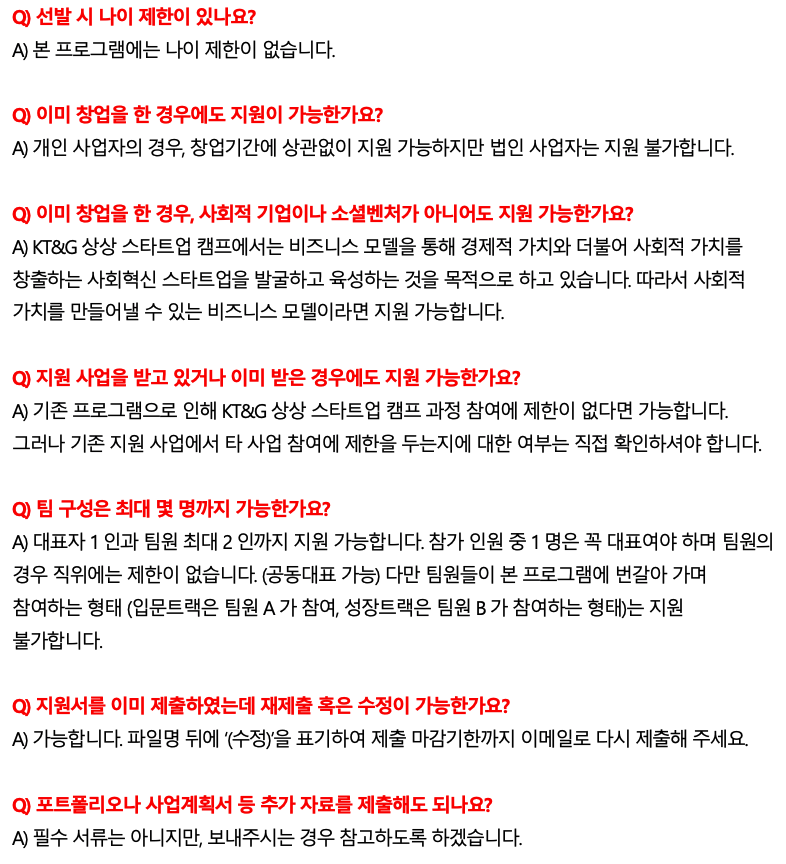 Q) 선발 시 나이 제한이 있나요?
A) 본 프로그램에는 나이 제한이 없습니다.
Q) 이미 창업을 한 경우에도 지원이 가능한가요?
A) 개인 사업자의 경우, 창업기간에 상관없이 지원 가능하지만 법인 사업자는 지원 불가합니다.
Q) 이미 창업을 한 경우, 사회적 기업이나 소셜벤처가 아니어도 지원 가능한가요?
A) KT&G 상상 스타트업 캠프에서는 비즈니스 모델을 통해 경제적 가치와 더불어 사회적 가치를
창출하는 사회혁신 스타트업을 발굴하고 육성하는 것을 목적으로 하고 있습니다. 따라서 사회적
가치를 만들어낼 수 있는 비즈니스 모델이라면 지원 가능합니다.
Q) 지원 사업을 받고 있거나 이미 받은 경우에도 지원 가능한가요?
A) 기존 프로그램으로 인해 KT&G 상상 스타트업 캠프 과정 참여에 제한이 없다면 가능합니다.
그러나 기존 지원 사업에서 타 사업 참여에 제한을 두는지에 대한 여부는 직접 확인하셔야 합니다.
Q) 팀 구성은 최대 몇 명까지 가능한가요?
A) 대표자 1 인과 팀원 최대 2 인까지 지원 가능합니다. 참가 인원 중 1 명은 꼭 대표여야 하며 팀원의
경우 직위에는 제한이 없습니다. (공동대표 가능) 다만 팀원들이 본 프로그램에 번갈아 가며
참여하는 형태 (입문트랙은 팀원 A 가 참여, 성장트랙은 팀원 B 가 참여하는 형태)는 지원
불가합니다.
Q) 지원서를 이미 제출하였는데 재제출 혹은 수정이 가능한가요?
A) 가능합니다. 파일명 뒤에 '(수정)'을 표기하여 제출 마감기한까지 이메일로 다시 제출해 주세요.
Q) 포트폴리오나 사업계획서 등 추가 자료를 제출해도 되나요?
A) 필수 서류는 아니지만, 보내주시는 경우 참고하도록 하겠습니다.